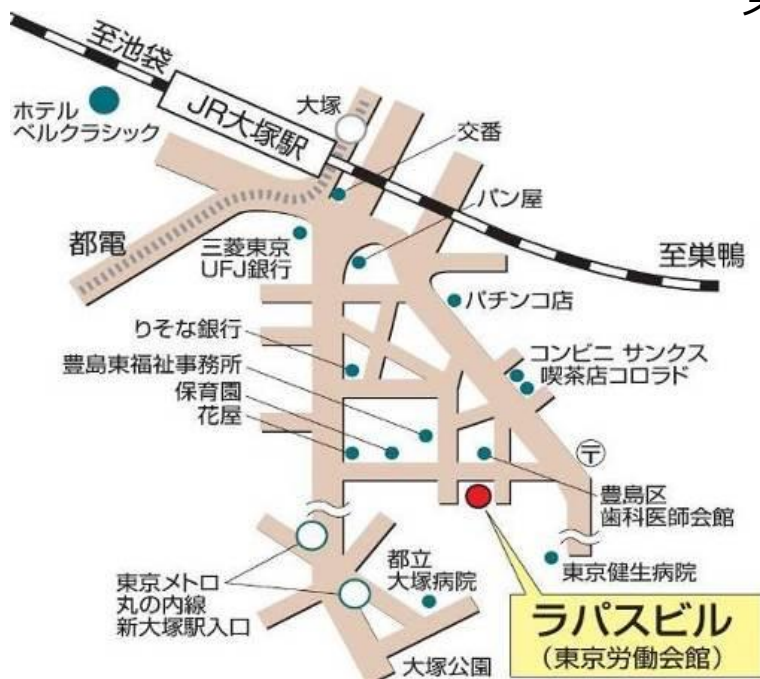 至池袋
ホテル
ベルクラシック
JR大塚駅
大塚
交番
パン屋
都電
三菱東京
UFJ銀行
至巣鴨
パチンコ店
りそな銀行
豊島東福祉事務所
保育園
花屋
コンビニ サンクス
喫茶店コロラド
〒
豊島区
歯科医師会館
東京メトロ
丸の内線
新大塚駅入口
都立
大塚病院
東京健生病院
大塚公園
ラパスビル
(東京労働会館)